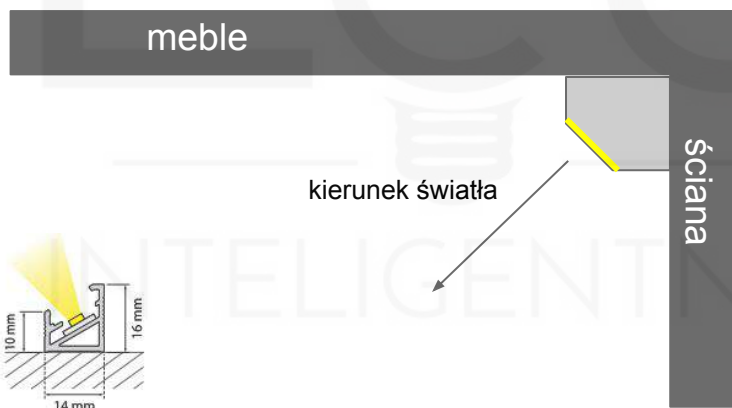 meble
ściana
kierunek światła
INTELIGENTN
10 mm
16 mm
14 mm